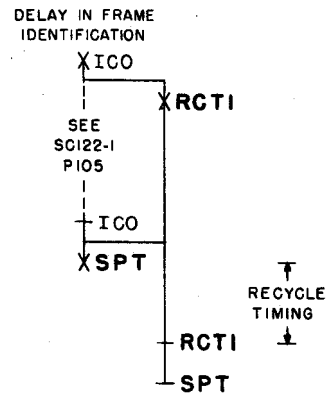 DELAY IN FRAME
IDENTIFICATION
ICO
RCTI
SEE
SC122-1
P105
ICO
SPT
RECYCLE
TIMING
RCTI
SPT